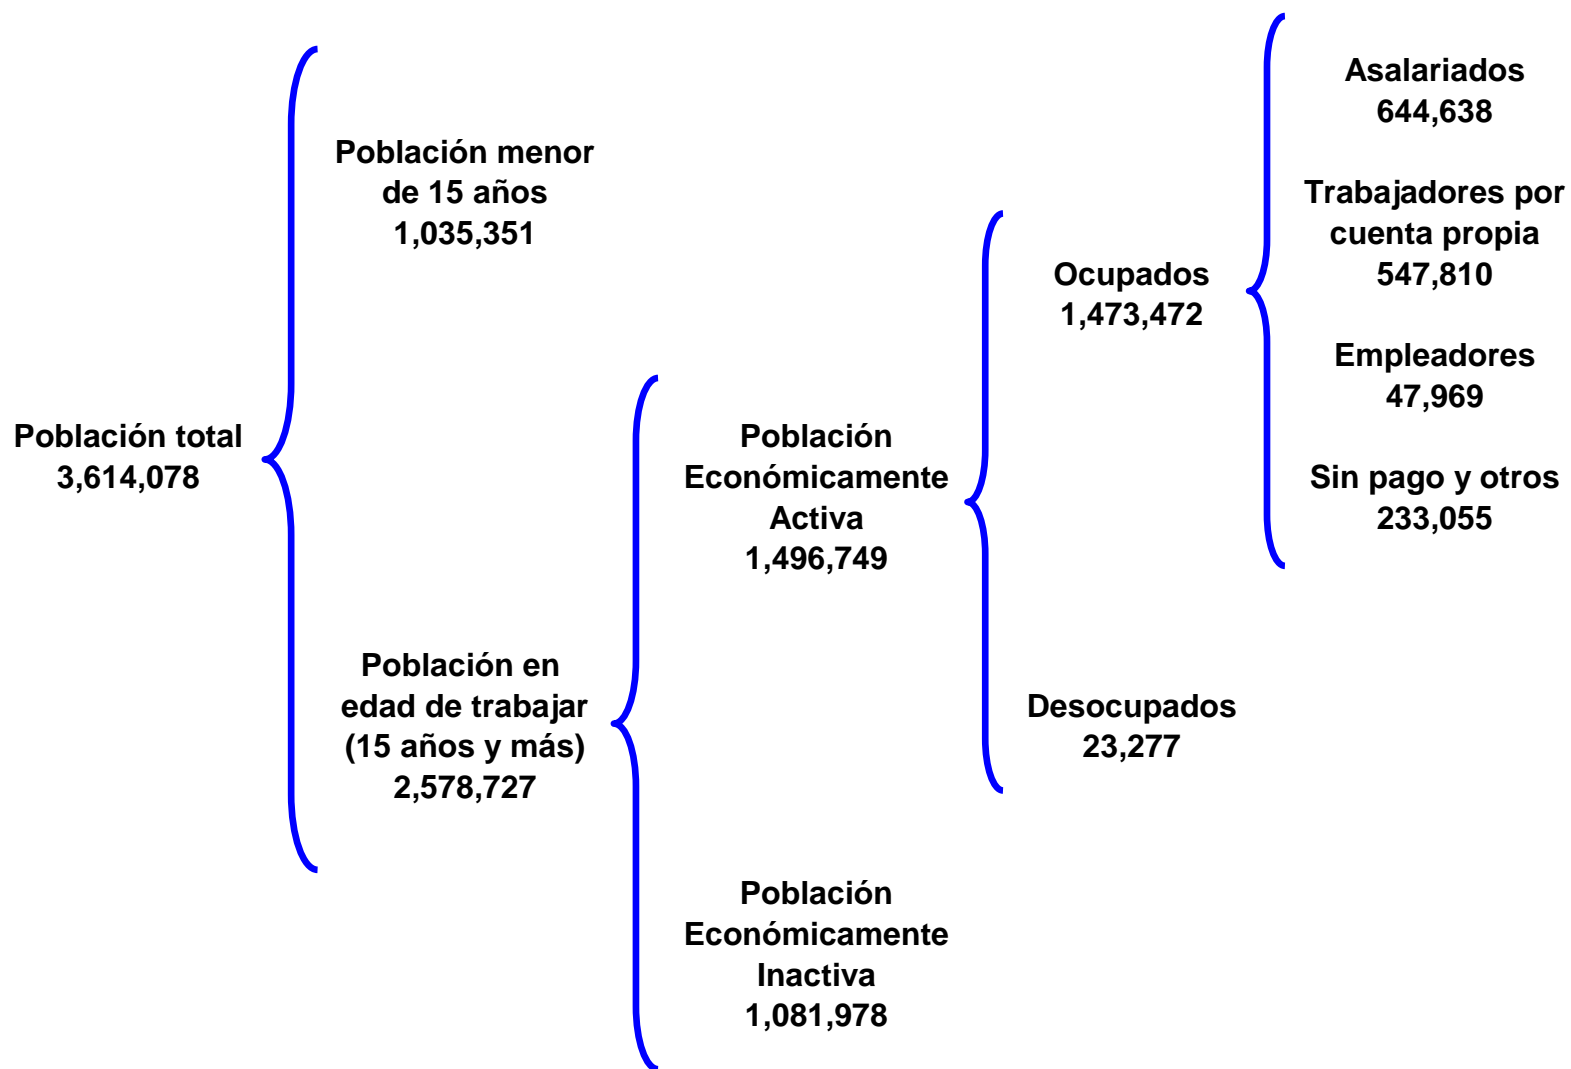 Población total
3,614,078
Población menor
de 15 años
1,035,351
Población en
edad de trabajar
(15 años y más)
2,578,727
Población
Económicamente
Activa
1,496,749
Población
Económicamente
Inactiva
1,081,978
Ocupados
1,473,472
Desocupados
23,277
Asalariados
644,638
Trabajadores por
cuenta propia
547,810
Empleadores
47,969
Sin pago y otros
233,055